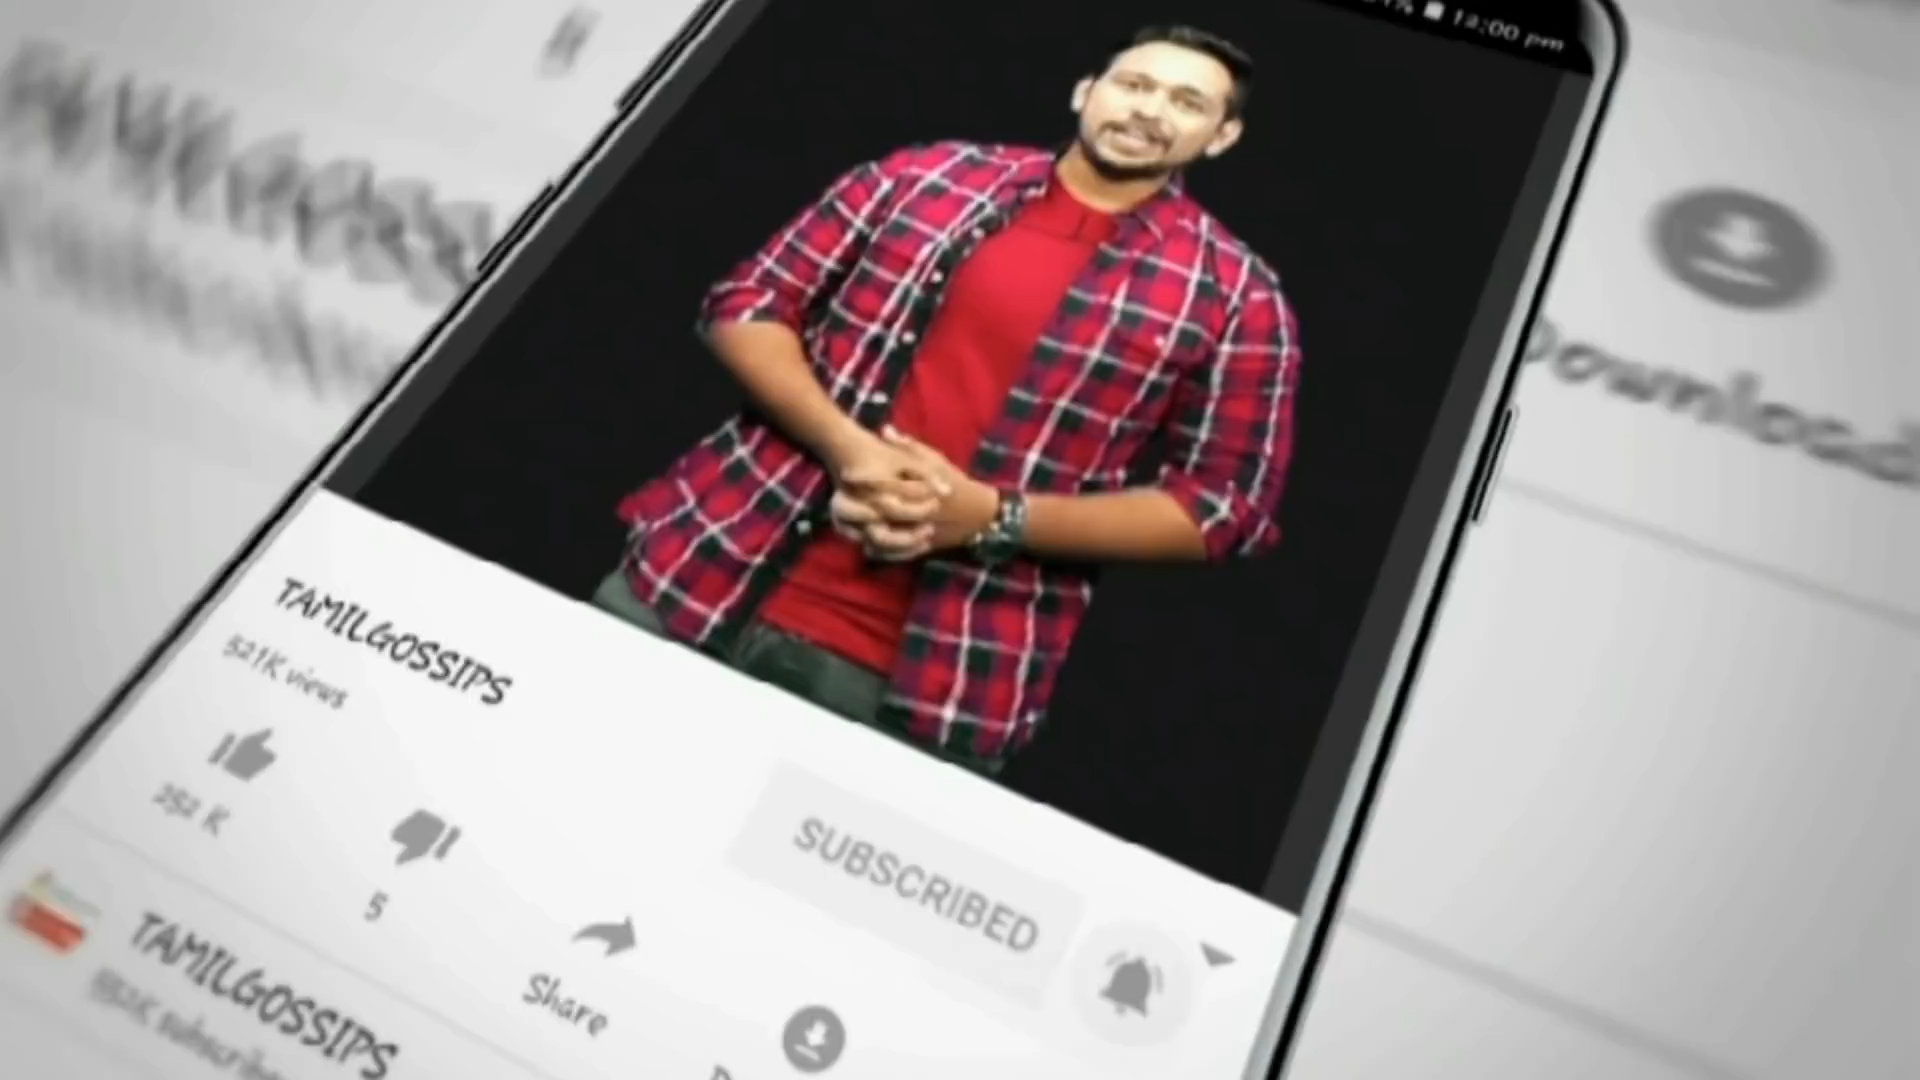 12:00 pm
Download
TAMILGOSSIPS
521K views
252 K
5
Share
SUBSCRIBED
TAMILGOSSIPS